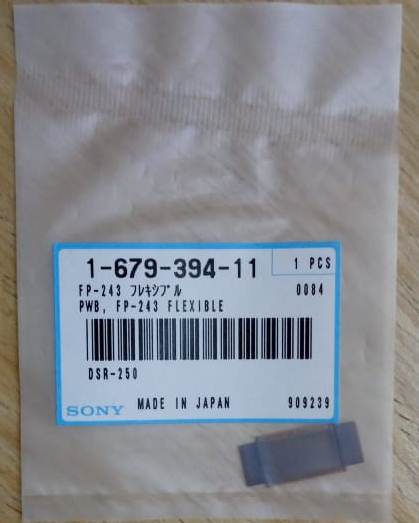 1-679-394-11
1 PCS
FP-243 フレキシブル
0084
PWB, FP-243 FLEXIBLE
DSR-250
SONY MADE IN JAPAN 909239